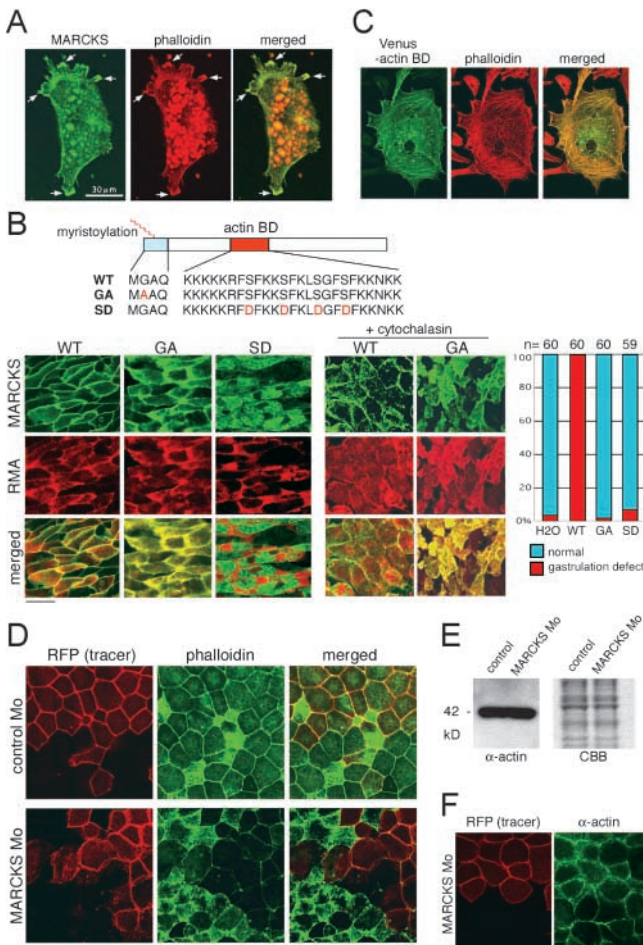 A
MARCKS
phalloidin
merged
30 µm
C
Venus
-actin BD
phalloidin
merged
B
myristoylation
actin BD
WT MGAQ KKKKKRFSFKKSFKLSGFSFKKNKK
GA MAAQ KKKKKRFSFKKSFKLSGFSFKKNKK
SD MGAQ KKKKKRFDFKKDFKLDGFDFKKNKK
+ cytochalasin
WT
GA
SD
WT
GA
MARCKS
RMA
merged
n= 60 60 60 59
100
80
60
40
20
0%
H2O WT GA SD
normal
gastrulation defect
D
RFP (tracer)
phalloidin
merged
control Mo
MARCKS Mo
E
control
MARCKS Mo
control
MARCKS Mo
42 -
kD
α-actin
CBB
F
RFP (tracer)
α-actin
MARCKS Mo